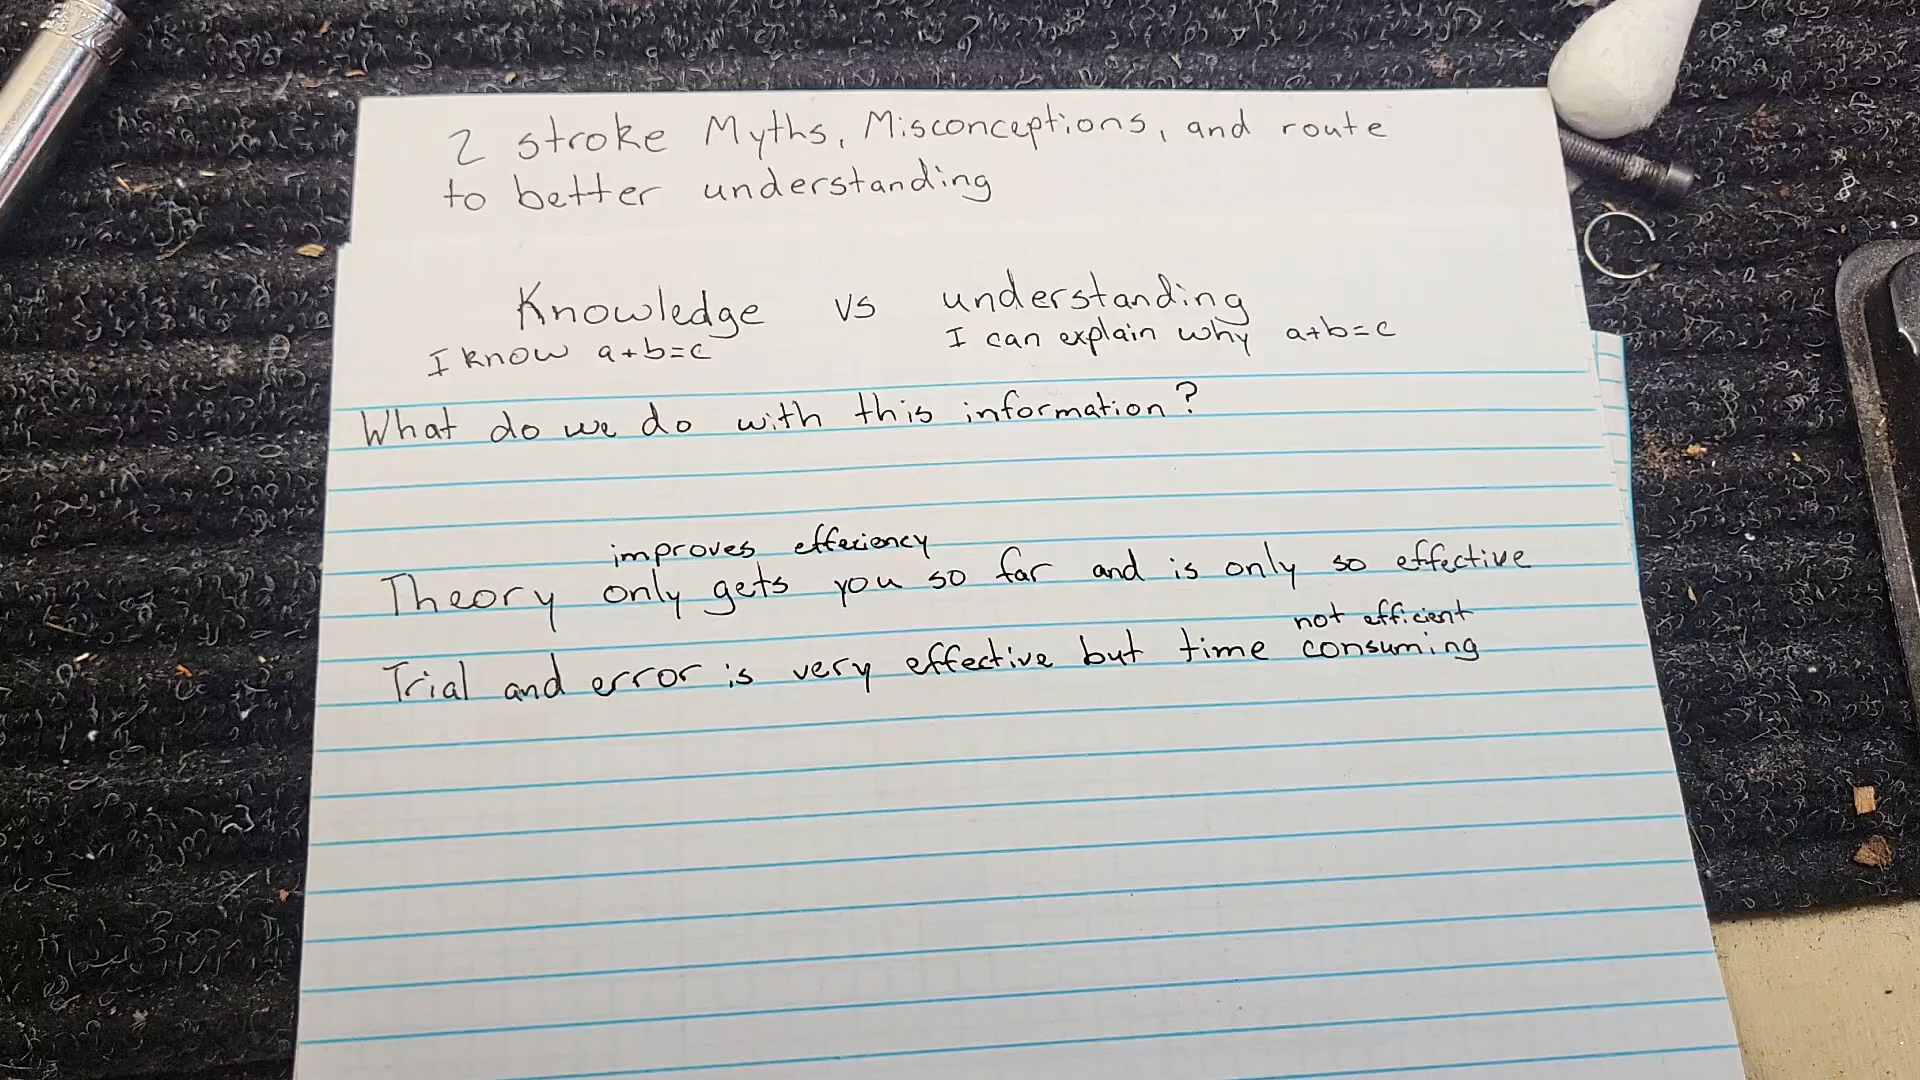 2 stroke Myths, Misconceptions, and route
to better understanding
Knowledge vs understanding
I know a+b=c I can explain why a+b=c
What do we do with this information?
improves effeciency
Theory only gets you so far and is only so effective
not efficient
Trial and error is very effective but time consuming